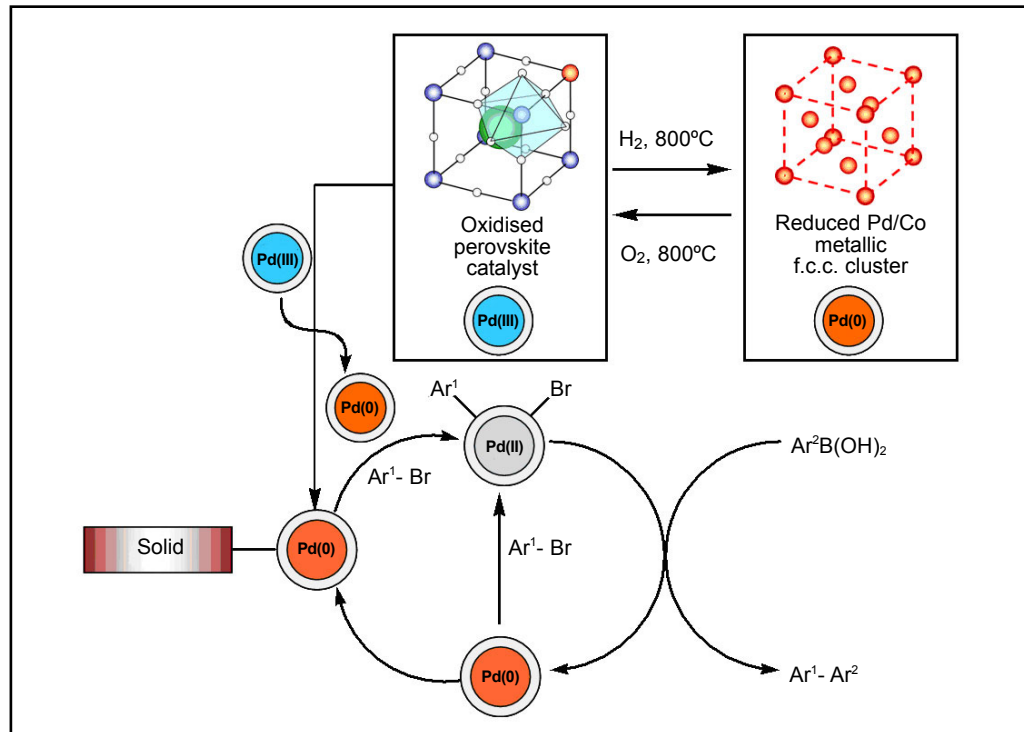 Oxidised
perovskite
catalyst
Pd(III)
H₂, 800ºC
O₂, 800ºC
Reduced Pd/Co
metallic
f.c.c. cluster
Pd(0)
Pd(III)
Pd(0)
Ar¹
Br
Pd(II)
Ar¹- Br
Ar²B(OH)₂
Solid
Pd(0)
Ar¹- Br
Pd(0)
Ar¹- Ar²